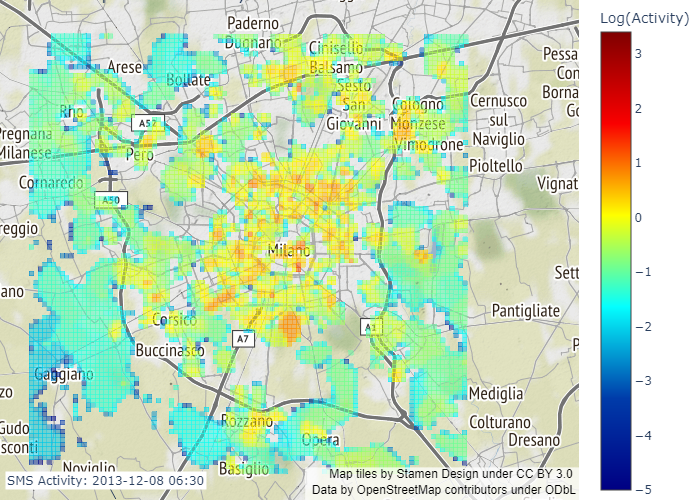 Log(Activity)
Paderno
Dugnano
Cinisello
Balsamo
Arese
Bollate
Sesto
San
Giovanni
Cologno
Monzese
Vimodrone
Pessa
Con
Borna
Go
Cernusco
sul
Naviglio
Pioltello
Vignat
Rho
A52
Pero
Pregnana
Milanese
Cornaredo
A50
reggio
Milano
Sett
ano
Pantigliate
Corsico
A7
A1
P
Buccinasco
Gaggiano
zo
Mediglia
Rozzano
Opera
Colturano
Dresano
Gudo
sconti
Noviglio
Basiglio
3
2
1
0
−1
−2
−3
−4
−5
SMS Activity: 2013-12-08 06:30
Map tiles by Stamen Design under CC BY 3.0
Data by OpenStreetMap contributors under ODbL